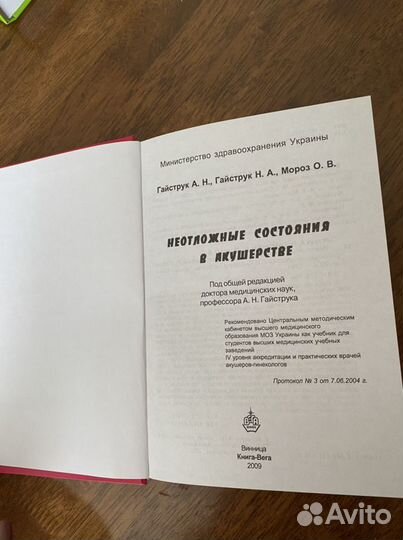 Министерство здравоохранения Украины
Гайструк А. Н., Гайструк Н. А., Мороз О. В.
НЕОТЛОЖНЫЕ СОСТОЯНИЯ
В АКУШЕРСТВЕ
Под общей редакцией
доктора медицинских наук,
профессора А. Н. Гайструка
Рекомендовано Центральным методическим
кабинетом высшего медицинского
образования МОЗ Украины как учебник для
студентов высших медицинских учебных
заведений
IV уровня аккредитации и практических врачей
акушеров-гинекологов
Протокол № 3 от 7.06.2004 г.
Винница
Книга-Вега
2009
Avito